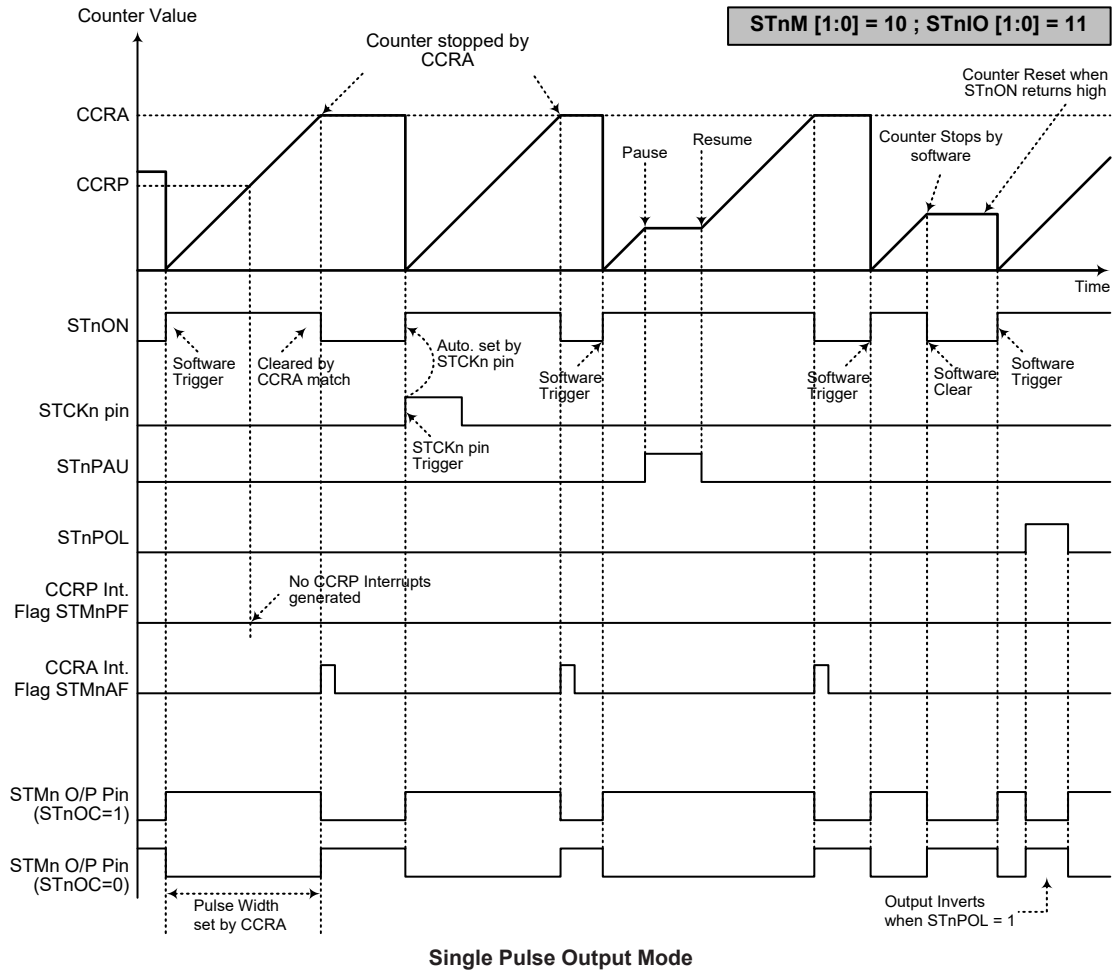 Counter Value
STnM [1:0] = 10 ; STnIO [1:0] = 11
Counter stopped by
CCRA
Counter Reset when
STnON returns high
CCRA
Counter Stops by
software
Pause
Resume
CCRP
Time
STnON
Software
Trigger
Cleared by
CCRA match
Auto. set by
STCKn pin
Software
Trigger
Software
Trigger
Software
Clear
Software
Trigger
STCKn pin
STCKn pin
Trigger
STnPAU
STnPOL
CCRP Int.
Flag STMnPF
No CCRP Interrupts
generated
CCRA Int.
Flag STMnAF
STMn O/P Pin
(STnOC=1)
STMn O/P Pin
(STnOC=0)
Pulse Width
set by CCRA
Output Inverts
when STnPOL = 1
Single Pulse Output Mode